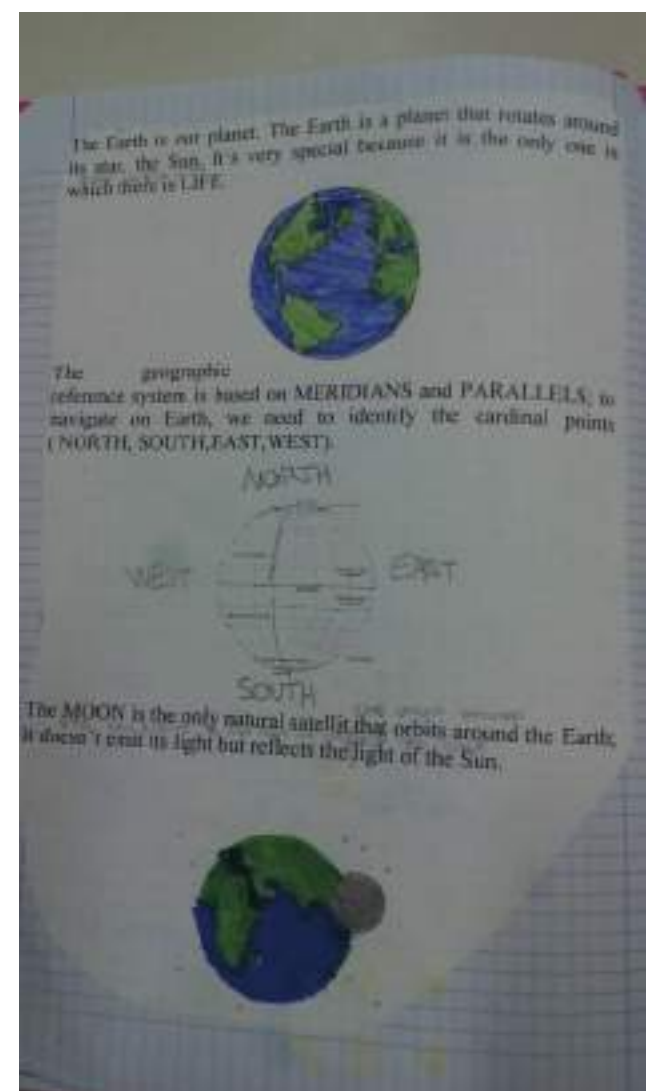 The Earth is our planet. The Earth is a planet that rotates around
its star, the Sun, it's very special because it is the only one in
which there is LIFE.
The geographic
reference system is based on MERIDIANS and PARALLELS, to
navigate on Earth, we need to identify the cardinal points
( NORTH, SOUTH,EAST,WEST).
NORTH
WEST
EAST
SOUTH
The MOON is the only natural satellit that orbits around the Earth,
it doesn't emit its light but reflects the light of the Sun.